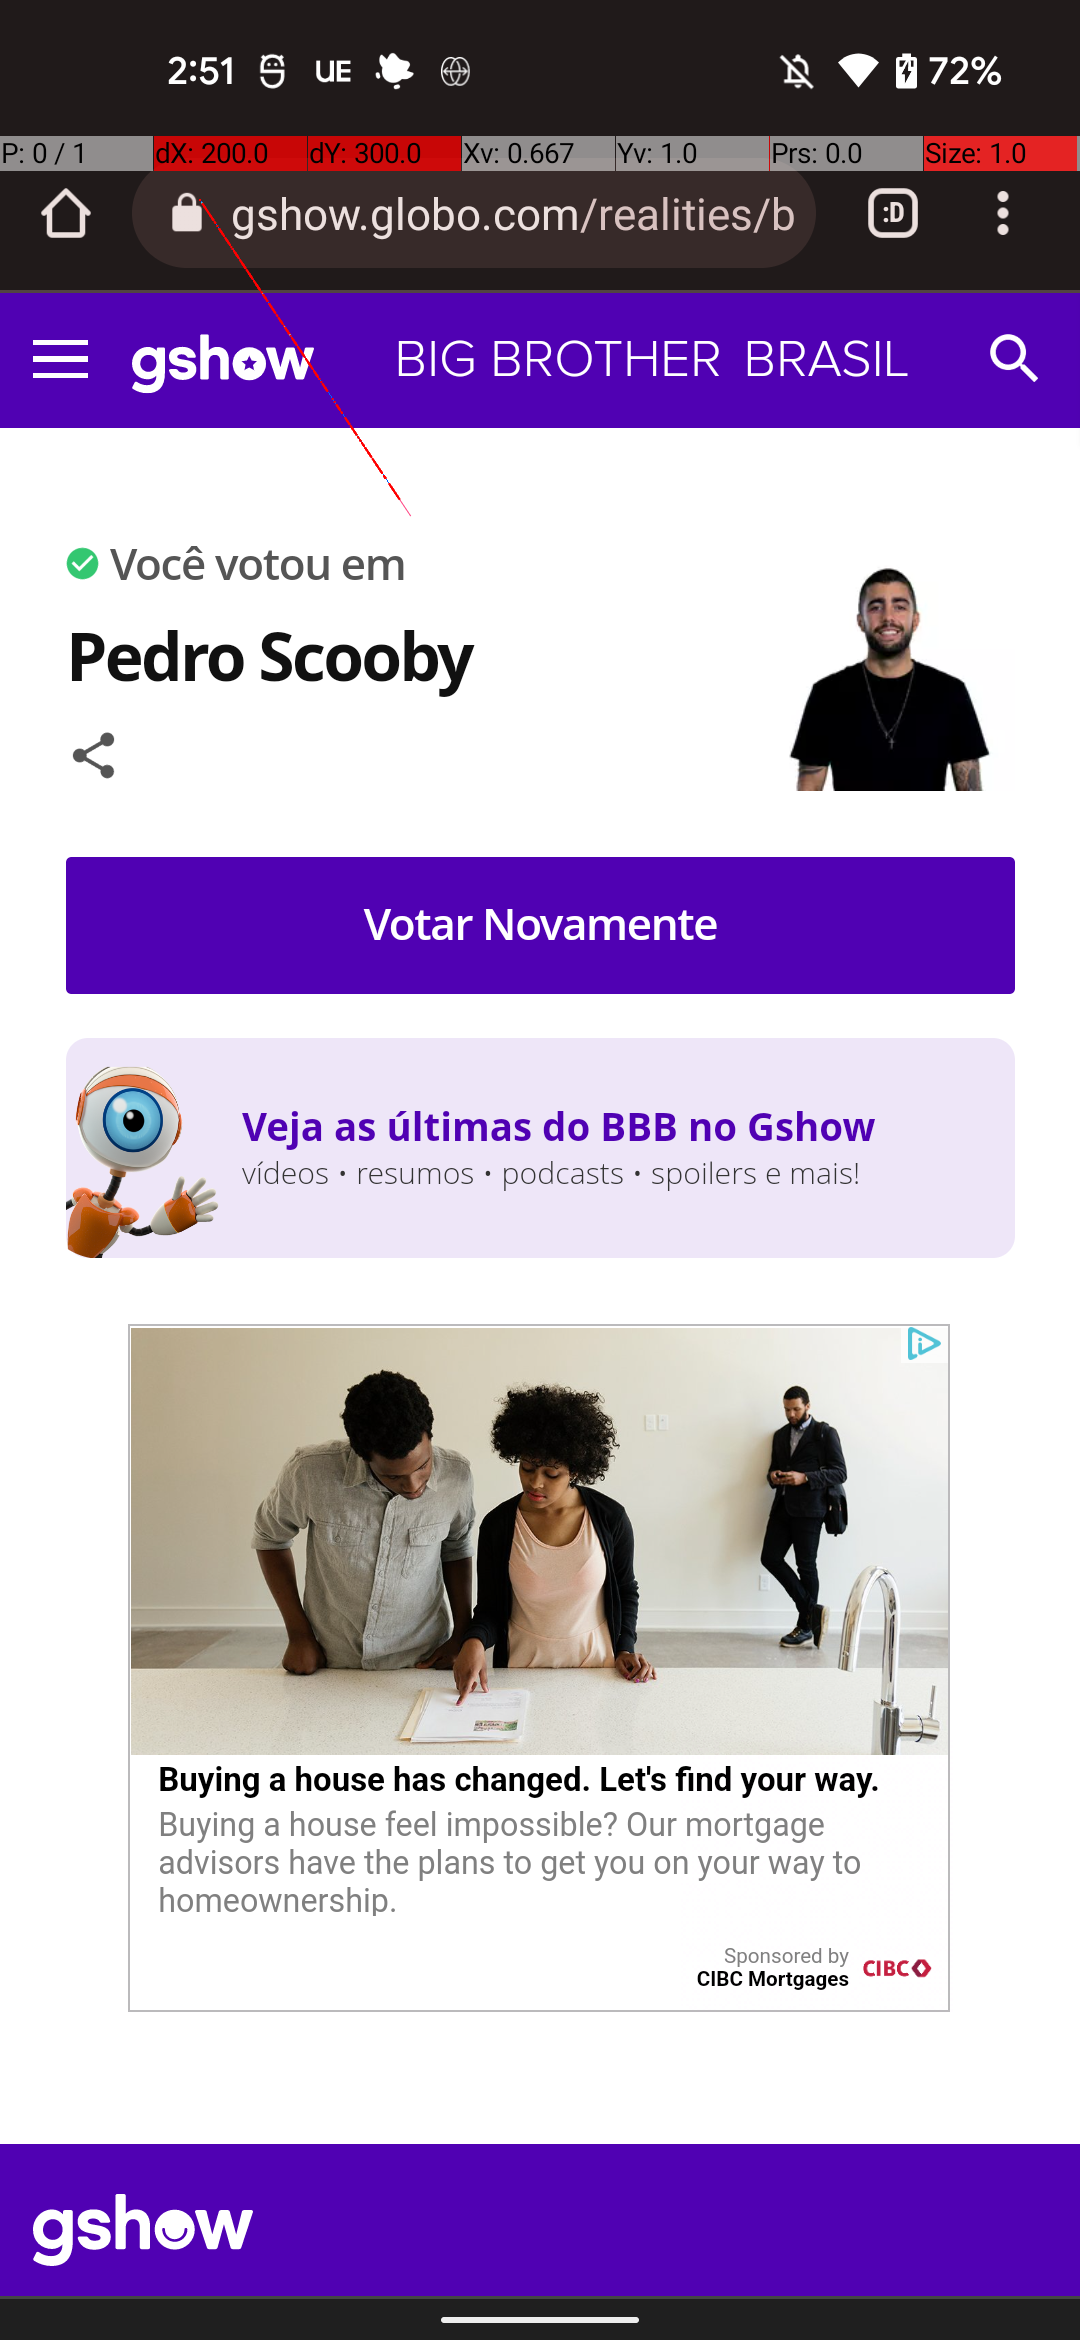 2:51 UE 72%
P: 0 / 1 dX: 200.0 dY: 300.0 Xv: 0.667 Yv: 1.0 Prs: 0.0 Size: 1.0
gshow.globo.com/realities/b :D
gshow BIG BROTHER BRASIL
Você votou em
Pedro Scooby
Votar Novamente
Veja as últimas do BBB no Gshow
vídeos • resumos • podcasts • spoilers e mais!
Buying a house has changed. Let's find your way.
Buying a house feel impossible? Our mortgage
advisors have the plans to get you on your way to
homeownership.
Sponsored by
CIBC Mortgages CIBC
gshow